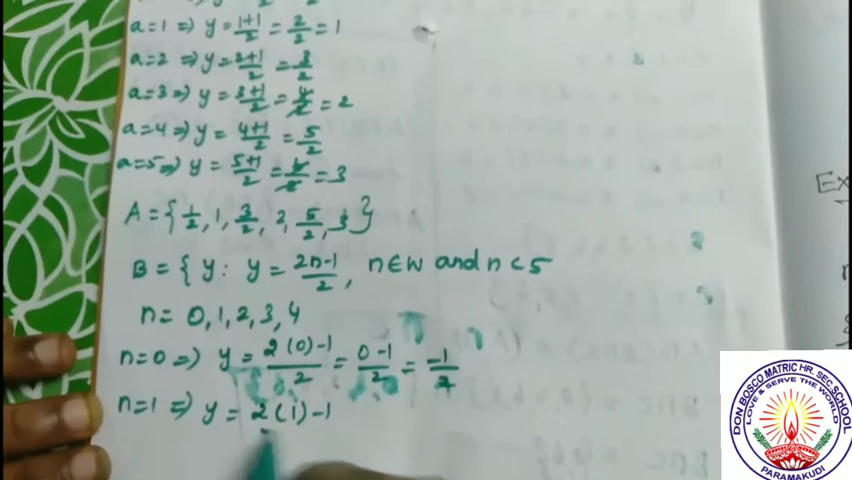 a=1 => y = 1+1/2 = 2/2 = 1
a=2 => y = 2+1/2 = 3/2
a=3 => y = 3+1/2 = 4/2 = 2
a=4 => y = 4+1/2 = 5/2
a=5 => y = 5+1/2 = 6/2 = 3
A = {1/2, 1, 3/2, 2, 5/2, 3}
B = { y : y = 2n-1/2, n∈W and n<5
n = 0, 1, 2, 3, 4
n=0 => y = 2(0)-1/2 = 0-1/2 = -1/2
n=1 => y = 2(1)-1
Ex
DON BOSCO MATRIC HR. SEC. SCHOOL
LOVE & SERVE THE WORLD
PARAMAKUDI